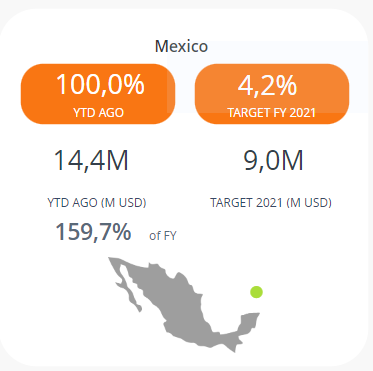 Mexico
100,0% 4,2%
YTD AGO TARGET FY 2021
14,4M 9,0M
YTD AGO (M USD) TARGET 2021 (M USD)
159,7% of FY